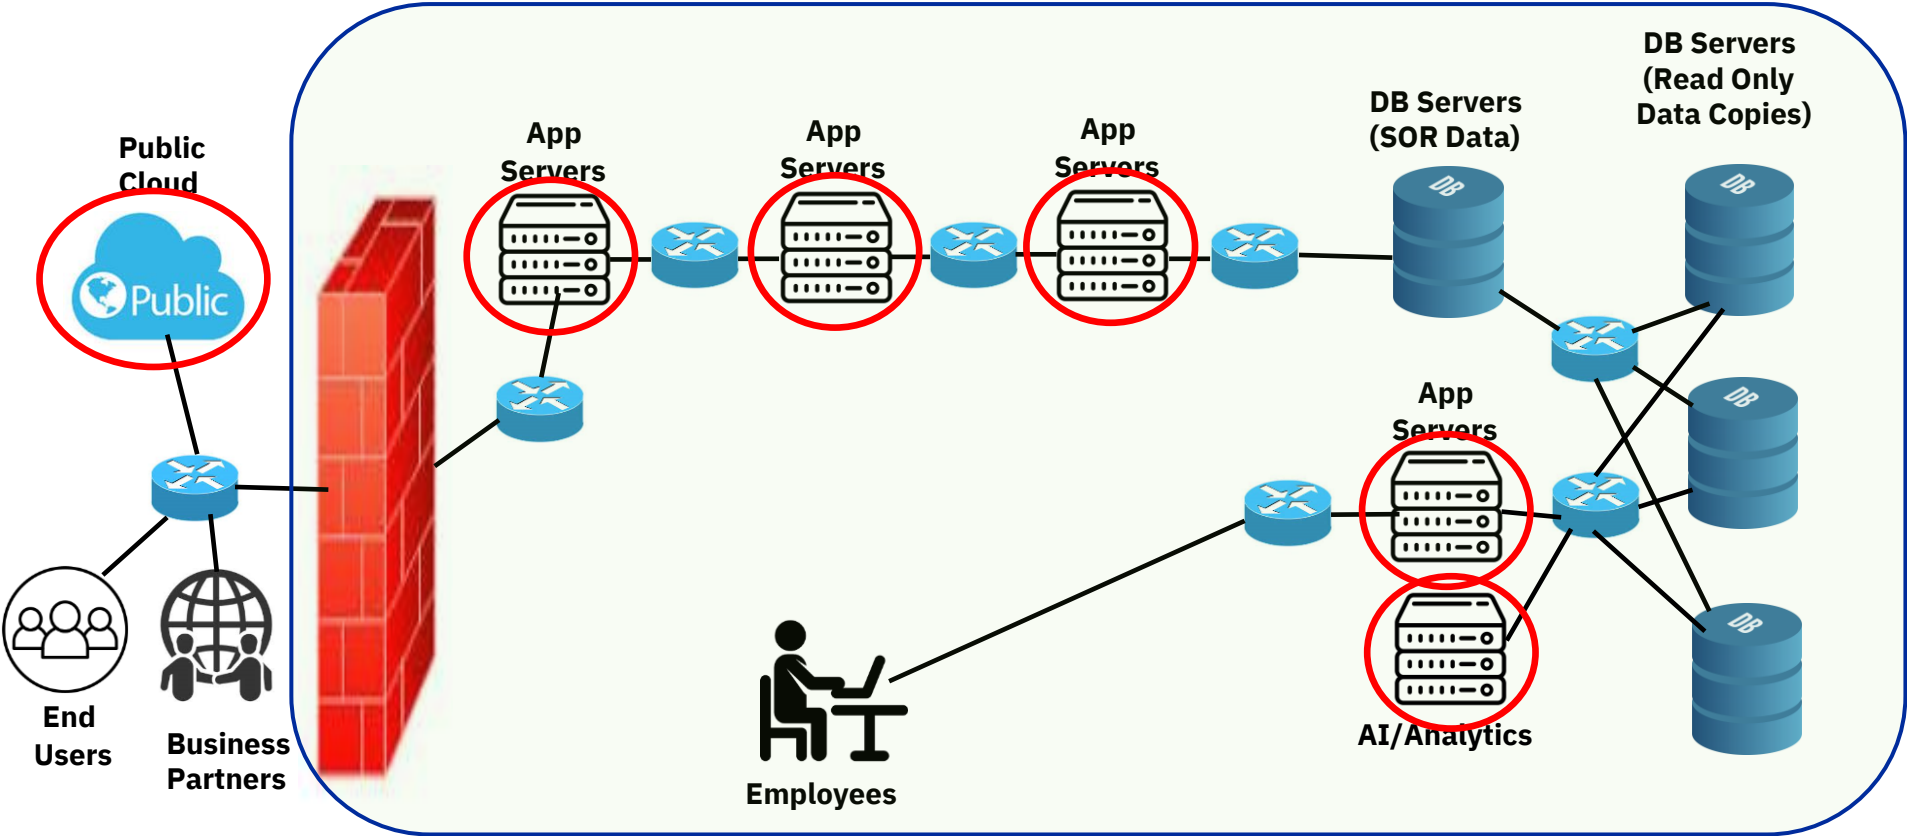 Public
Cloud
Public
End
Users
Business
Partners
App
Servers
App
Servers
App
Servers
DB Servers
(SOR Data)
DB
DB Servers
(Read Only
Data Copies)
DB
DB
DB
App
Servers
AI/Analytics
Employees